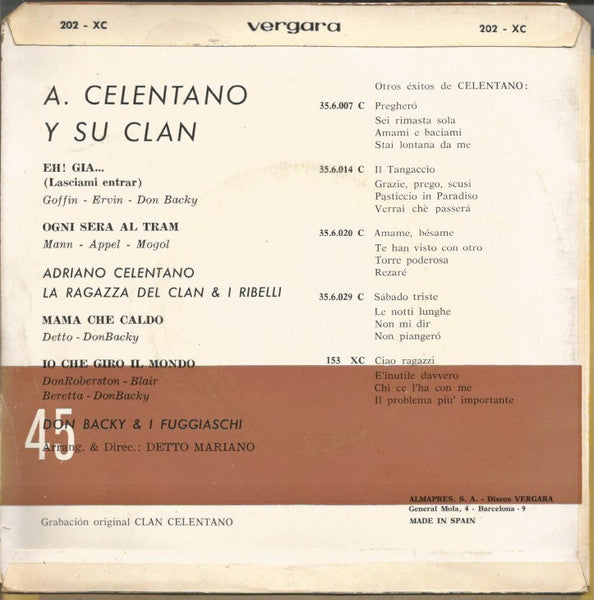 202 - XC
vergara
202 - XC
A. CELENTANO
Y SU CLAN
EH! GIA...
(Lasciami entrar)
Goffin - Ervin - Don Backy
OGNI SERA AL TRAM
Mann - Appel - Mogol
ADRIANO CELENTANO
LA RAGAZZA DEL CLAN & I RIBELLI
MAMA CHE CALDO
Detto - DonBacky
IO CHE GIRO IL MONDO
DonRoberston - Blair
Beretta - DonBacky
DON BACKY & I FUGGIASCHI
Arrang. & Direc.: DETTO MARIANO
45
Grabación original CLAN CELENTANO
Otros éxitos de CELENTANO:
35.6.007 C Pregheró
Sei rimasta sola
Amami e baciami
Stai lontana da me
35.6.014 C Il Tangaccio
Grazie, prego, scusi
Pasticcio in Paradiso
Verrai chè passerá
35.6.020 C Amame, bésame
Te han visto con otro
Torre poderosa
Rezaré
35.6.029 C Sábado triste
Le notti lunghe
Non mi dir
Non piangeró
153 XC Ciao ragazzi
E'inutile davvero
Chi ce l'ha con me
Il problema piu' importante
ALMAPRES. S. A. - Discos VERGARA
General Mola, 4 - Barcelona - 9
MADE IN SPAIN